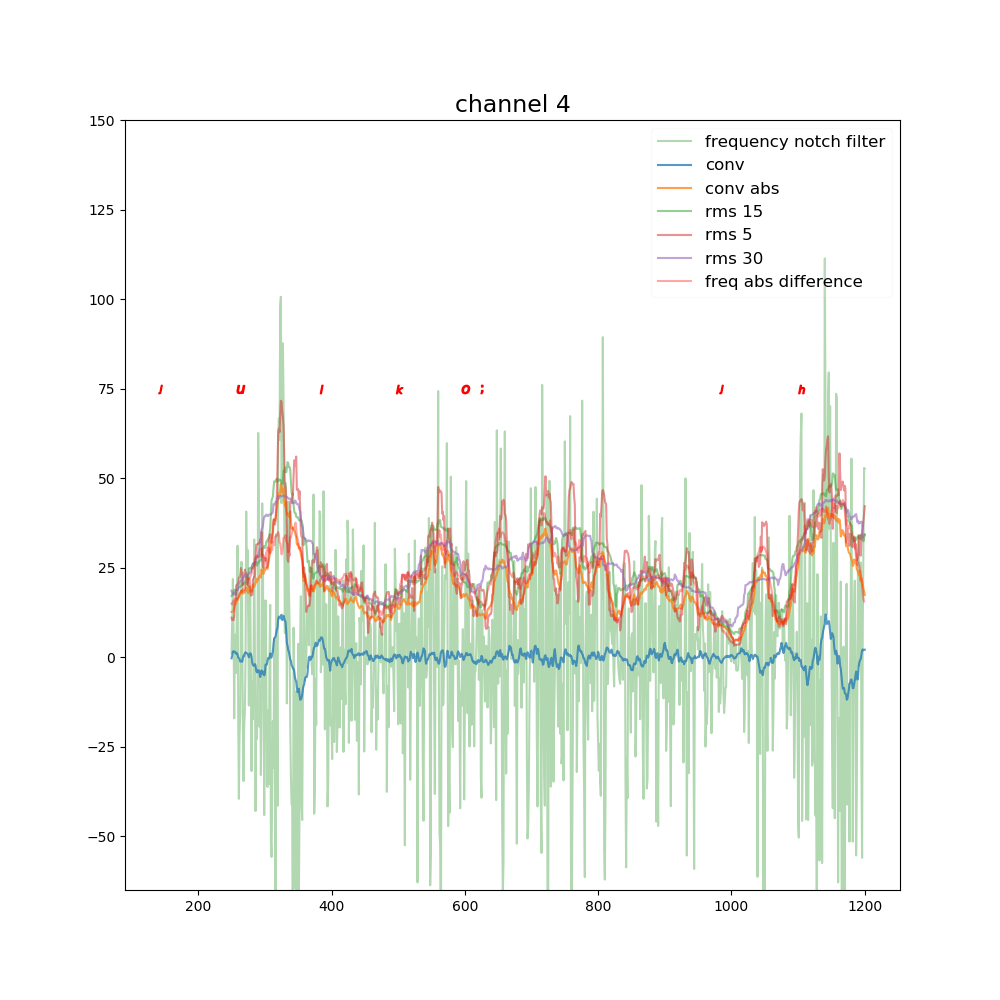 channel 4
150
125
100
75
50
25
0
−25
−50
frequency notch filter
conv
conv abs
rms 15
rms 5
rms 30
freq abs difference
J u l k o ; J h
200 400 600 800 1000 1200